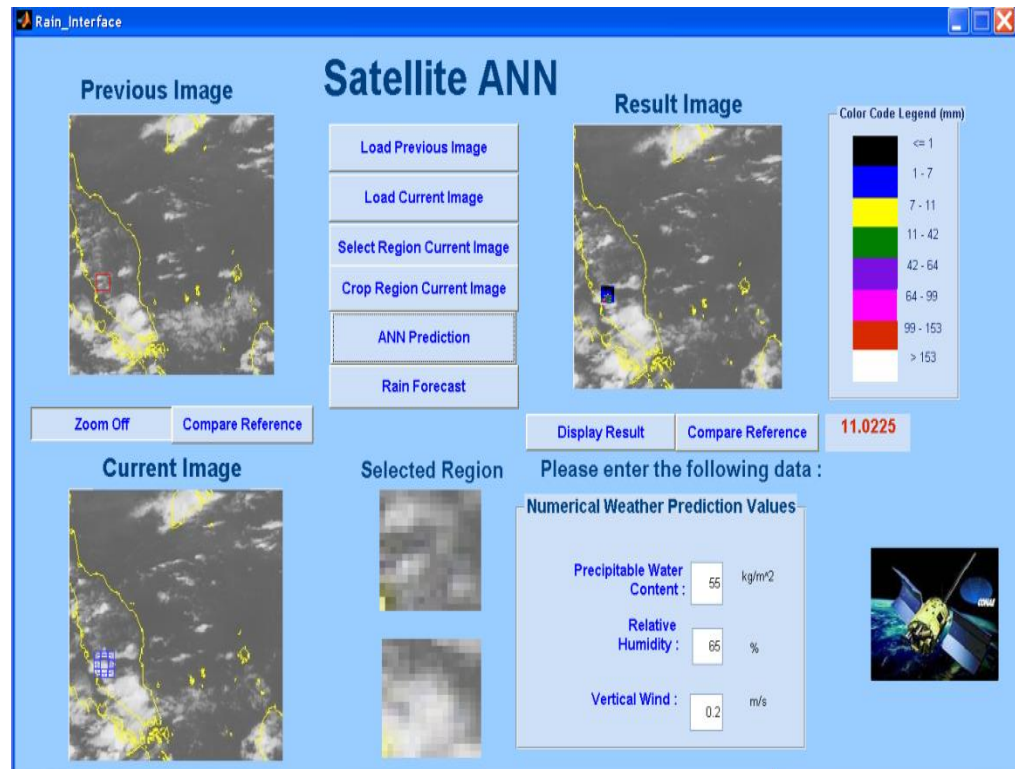 Rain_Interface
Satellite ANN
Previous Image
Load Previous Image
Load Current Image
Select Region Current Image
Crop Region Current Image
ANN Prediction
Rain Forecast
Result Image
Color Code Legend (mm)
<= 1
1 - 7
7 - 11
11 - 42
42 - 64
64 - 99
99 - 153
> 153
Zoom Off
Compare Reference
Display Result
Compare Reference
11.0225
Current Image
Selected Region
Please enter the following data :
Numerical Weather Prediction Values
Precipitable Water
Content :
55
kg/m^2
Relative
Humidity :
65
%
Vertical Wind :
0.2
m/s
CONAE